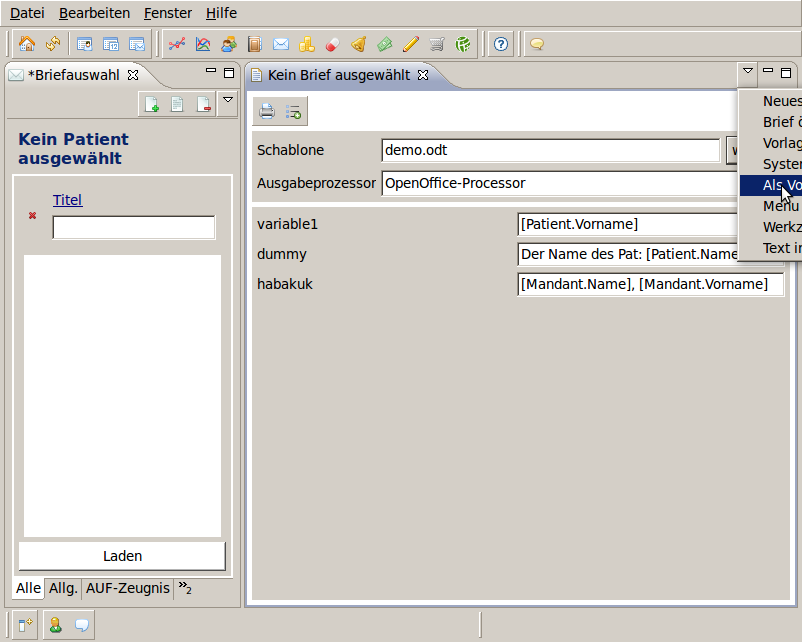 Datei Bearbeiten Fenster Hilfe
*Briefauswahl
Kein Patient
ausgewählt
Titel
Laden
Alle Allg. AUF-Zeugnis »2
Kein Brief ausgewählt
Schablone demo.odt
Ausgabeprozessor OpenOffice-Processor
variable1 [Patient.Vorname]
dummy Der Name des Pat: [Patient.Name
habakuk [Mandant.Name], [Mandant.Vorname]
Neues
Brief
Vorlag
System
Als Vo
Menu
Werkz
Text in